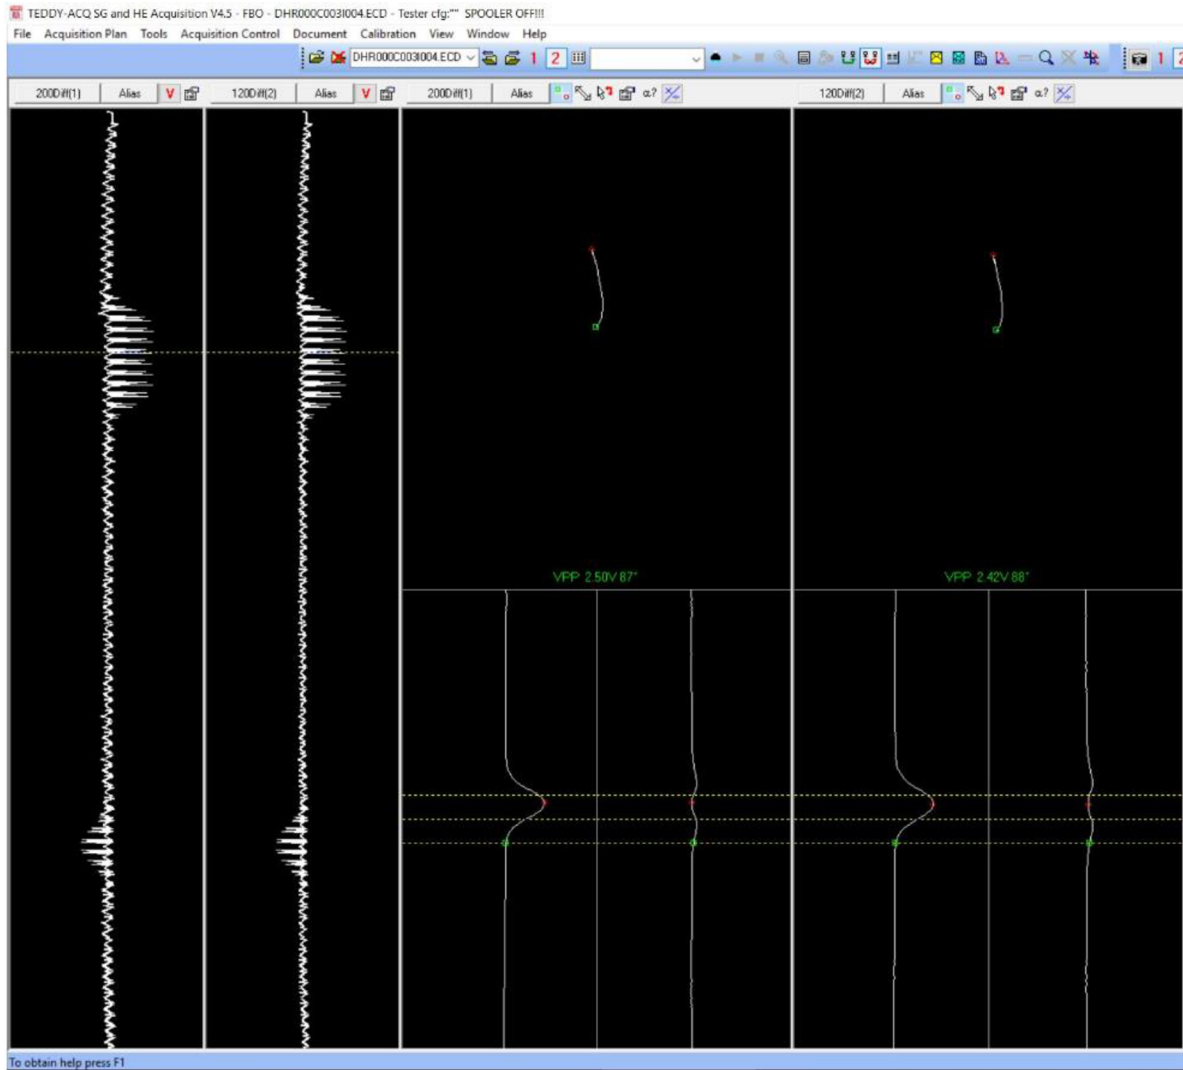 TEDDY-ACQ SG and HE Acquisition V4.5 - FBO - DHR000C003I004.ECD - Tester cfg:"" SPOOLER OFF!!!
File Acquisition Plan Tools Acquisition Control Document Calibration View Window Help
DHR000C003I004.ECD 1 2 1 2
200Diff(1) Alias V 120Diff(2) Alias V 200Diff(1) Alias α? 120Diff(2) Alias α?
VPP 2.50V 87° VPP 2.42V 88°
To obtain help press F1